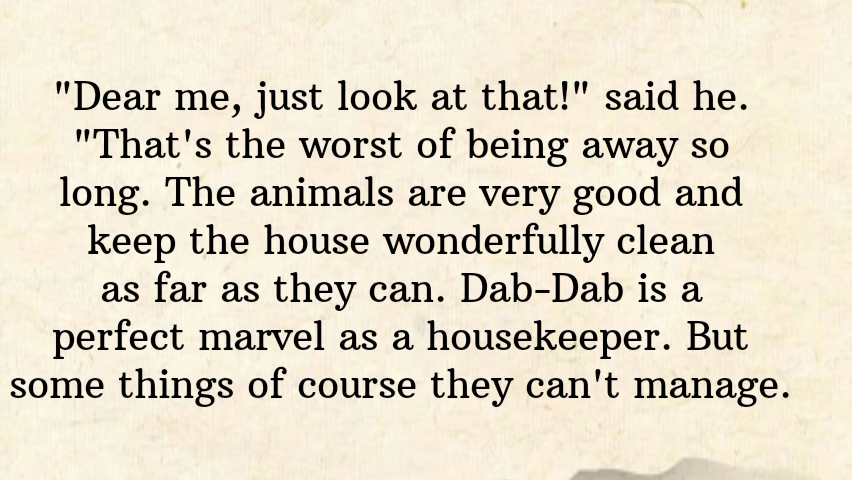 "Dear me, just look at that!" said he.
"That's the worst of being away so
long. The animals are very good and
keep the house wonderfully clean
as far as they can. Dab-Dab is a
perfect marvel as a housekeeper. But
some things of course they can't manage.